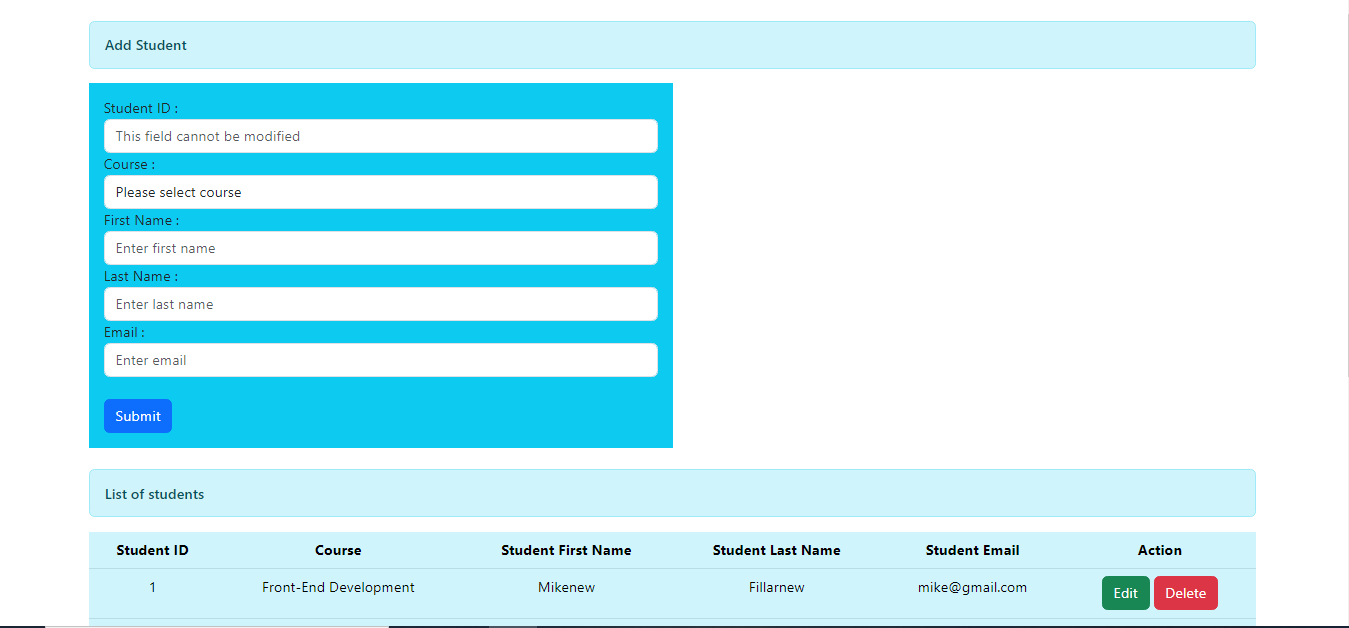 Add Student
Student ID :
This field cannot be modified
Course :
Please select course
First Name :
Enter first name
Last Name :
Enter last name
Email :
Enter email
Submit
List of students
Student ID Course Student First Name Student Last Name Student Email Action
1 Front-End Development Mikenew Fillarnew mike@gmail.com Edit Delete